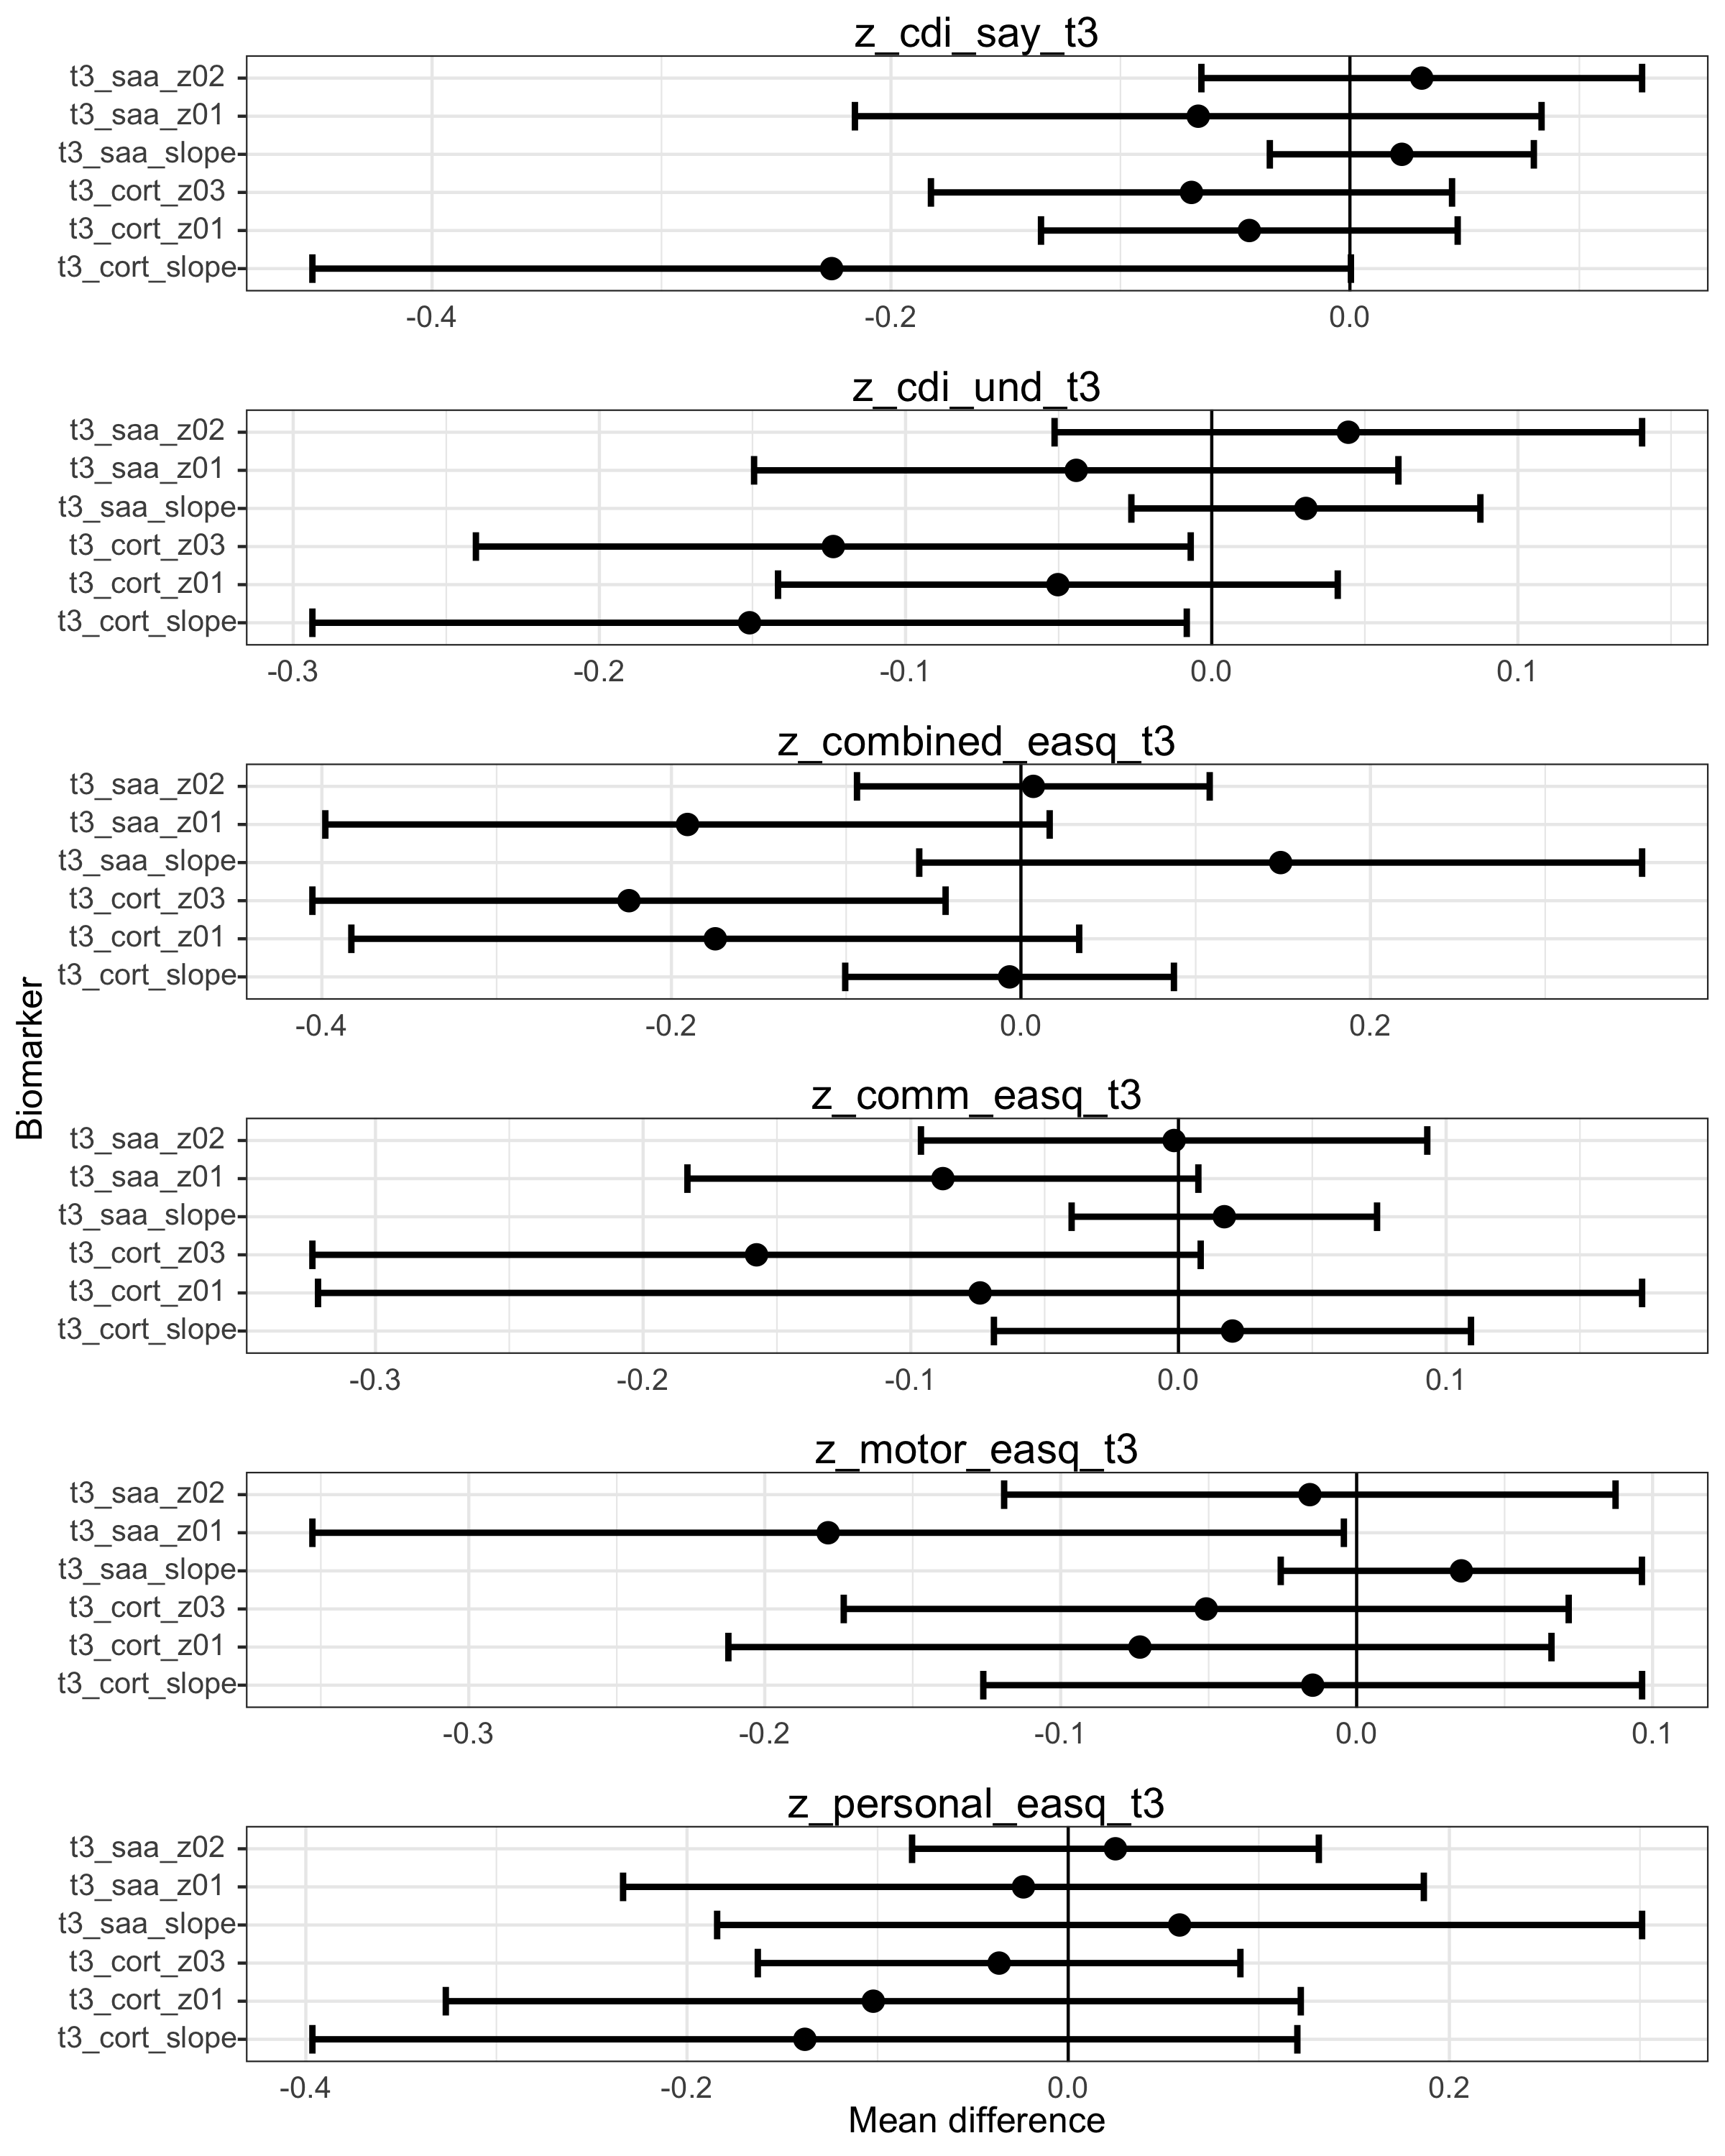 z_cdi_say_t3
t3_saa_z02
t3_saa_z01
t3_saa_slope
t3_cort_z03
t3_cort_z01
t3_cort_slope
-0.4 -0.2 0.0
z_cdi_und_t3
t3_saa_z02
t3_saa_z01
t3_saa_slope
t3_cort_z03
t3_cort_z01
t3_cort_slope
-0.3 -0.2 -0.1 0.0 0.1
z_combined_easq_t3
t3_saa_z02
t3_saa_z01
t3_saa_slope
t3_cort_z03
t3_cort_z01
t3_cort_slope
-0.4 -0.2 0.0 0.2
Biomarker
z_comm_easq_t3
t3_saa_z02
t3_saa_z01
t3_saa_slope
t3_cort_z03
t3_cort_z01
t3_cort_slope
-0.3 -0.2 -0.1 0.0 0.1
z_motor_easq_t3
t3_saa_z02
t3_saa_z01
t3_saa_slope
t3_cort_z03
t3_cort_z01
t3_cort_slope
-0.3 -0.2 -0.1 0.0 0.1
z_personal_easq_t3
t3_saa_z02
t3_saa_z01
t3_saa_slope
t3_cort_z03
t3_cort_z01
t3_cort_slope
-0.4 -0.2 0.0 0.2
Mean difference